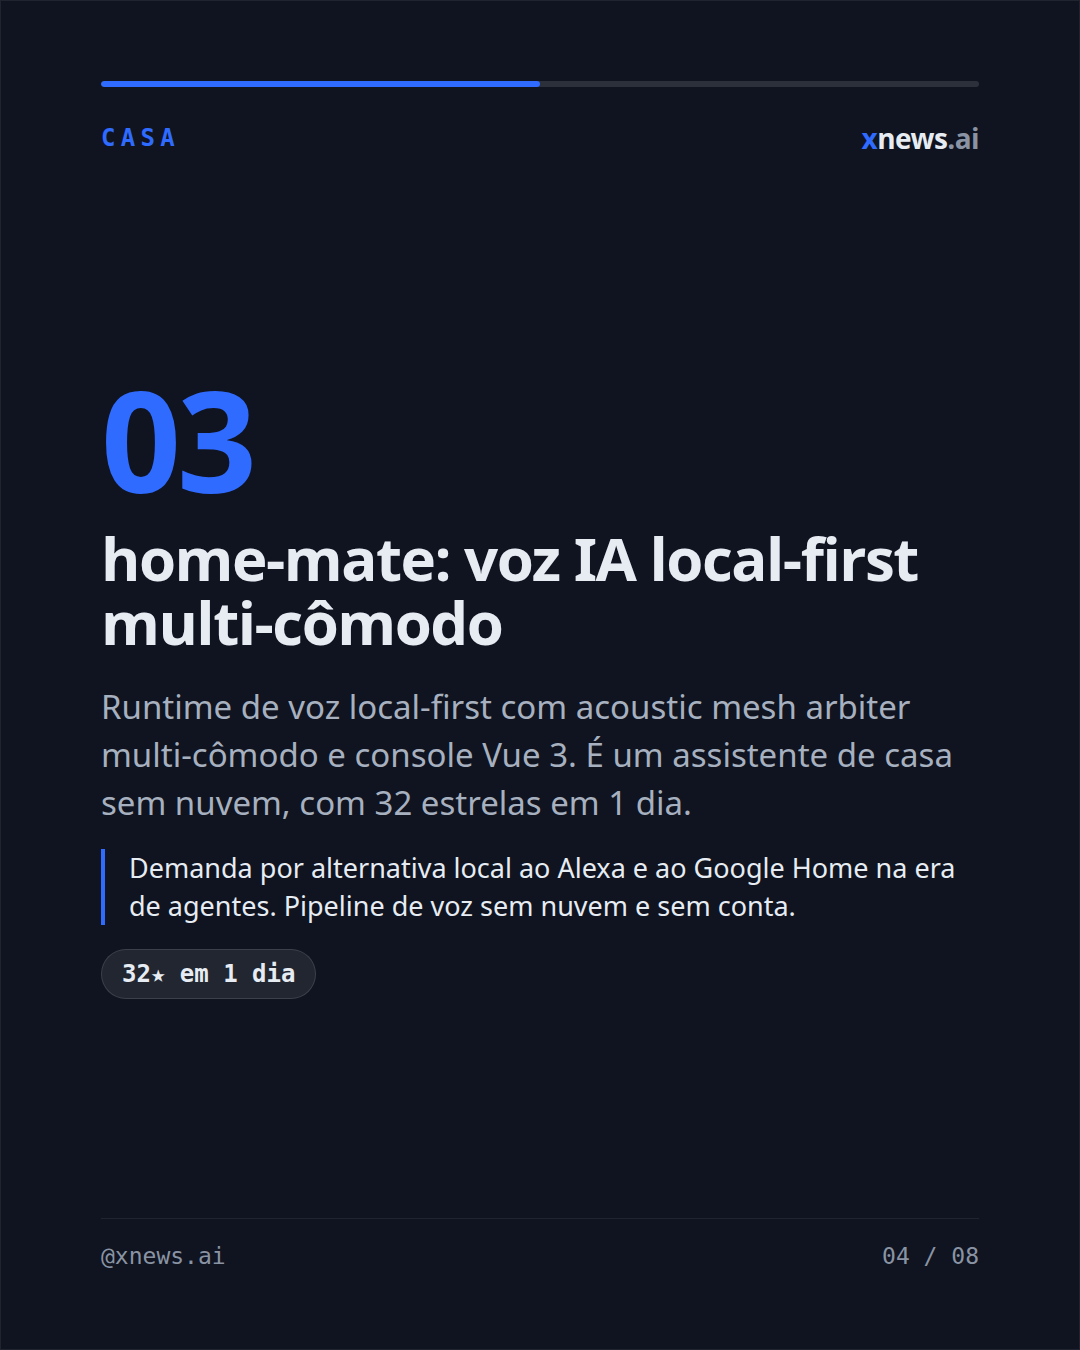 CASA
xnews.ai
03
home-mate: voz IA local-first
multi-cômodo
Runtime de voz local-first com acoustic mesh arbiter
multi-cômodo e console Vue 3. É um assistente de casa
sem nuvem, com 32 estrelas em 1 dia.
Demanda por alternativa local ao Alexa e ao Google Home na era
de agentes. Pipeline de voz sem nuvem e sem conta.
32★ em 1 dia
@xnews.ai
04 / 08